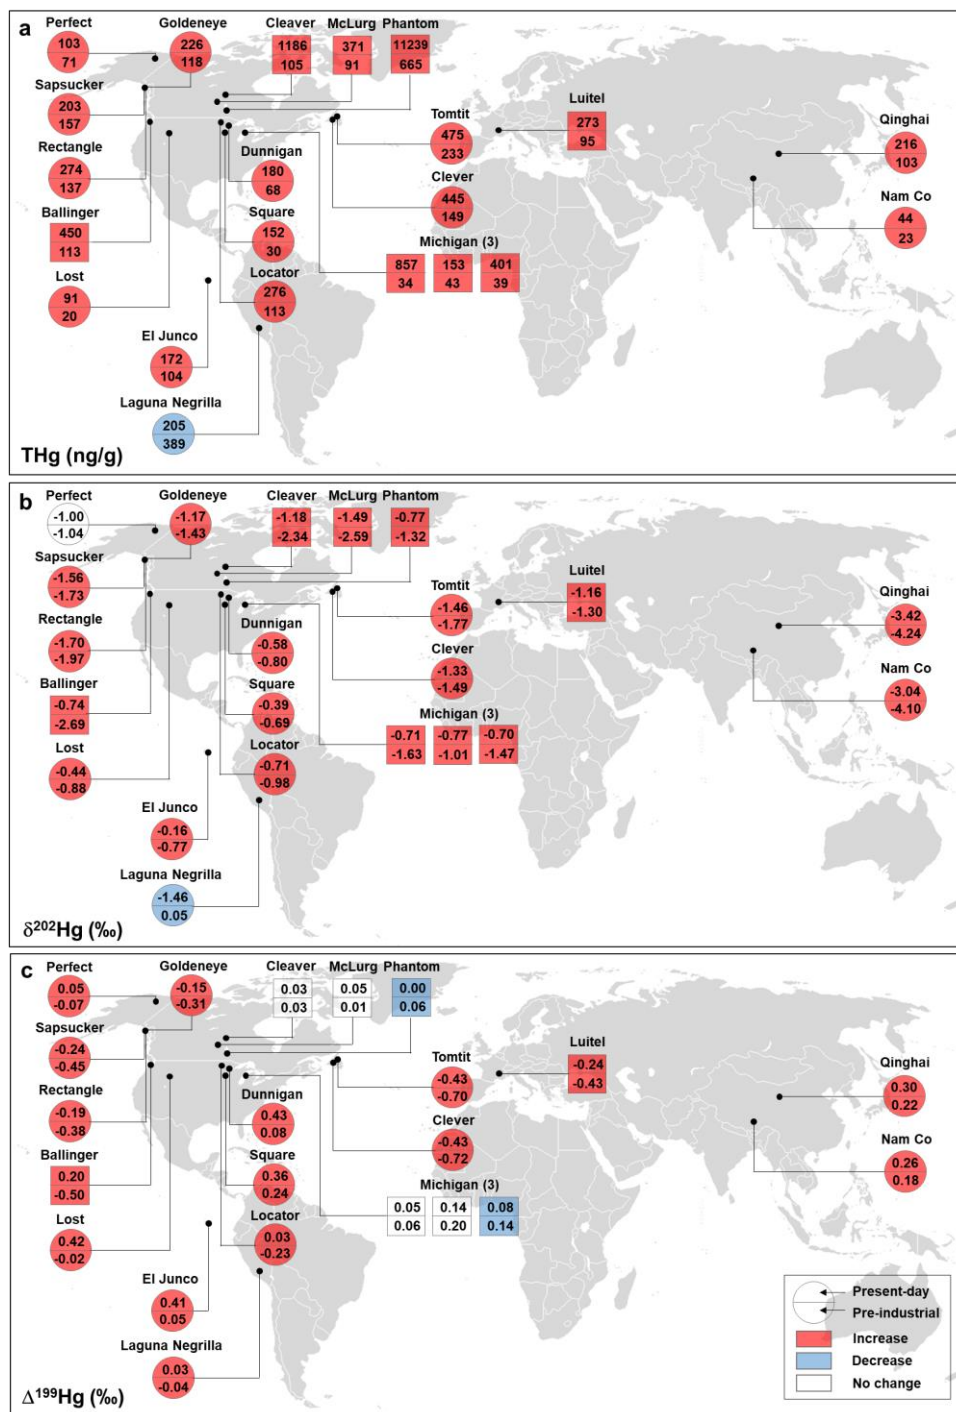 a
Perfect
103
71
Goldeneye
226
118
Cleaver
1186
105
McLurg
371
91
Phantom
11239
665
Sapsucker
203
157
Rectangle
274
137
Ballinger
450
113
Lost
91
20
Dunnigan
180
68
Square
152
30
Locator
276
113
Tomtit
475
233
Clever
445
149
Michigan (3)
857 153 401
34 43 39
Luitel
273
95
Qinghai
216
103
Nam Co
44
23
El Junco
172
104
Laguna Negrilla
205
389
THg (ng/g)
b
Perfect
-1.00
-1.04
Goldeneye
-1.17
-1.43
Cleaver
-1.18
-2.34
McLurg
-1.49
-2.59
Phantom
-0.77
-1.32
Sapsucker
-1.56
-1.73
Rectangle
-1.70
-1.97
Ballinger
-0.74
-2.69
Lost
-0.44
-0.88
Dunnigan
-0.58
-0.80
Square
-0.39
-0.69
Locator
-0.71
-0.98
Tomtit
-1.46
-1.77
Clever
-1.33
-1.49
Michigan (3)
-0.71 -0.77 -0.70
-1.63 -1.01 -1.47
Luitel
-1.16
-1.30
Qinghai
-3.42
-4.24
Nam Co
-3.04
-4.10
El Junco
-0.16
-0.77
Laguna Negrilla
-1.46
0.05
δ²⁰²Hg (‰)
c
Perfect
0.05
-0.07
Goldeneye
-0.15
-0.31
Cleaver
0.03
0.03
McLurg
0.05
0.01
Phantom
0.00
0.06
Sapsucker
-0.24
-0.45
Rectangle
-0.19
-0.38
Ballinger
0.20
-0.50
Lost
0.42
-0.02
Dunnigan
0.43
0.08
Square
0.36
0.24
Locator
0.03
-0.23
Tomtit
-0.43
-0.70
Clever
-0.43
-0.72
Michigan (3)
0.05 0.14 0.08
0.06 0.20 0.14
Luitel
-0.24
-0.43
Qinghai
0.30
0.22
Nam Co
0.26
0.18
El Junco
0.41
0.05
Laguna Negrilla
0.03
-0.04
Δ¹⁹⁹Hg (‰)
Present-day
Pre-industrial
Increase
Decrease
No change